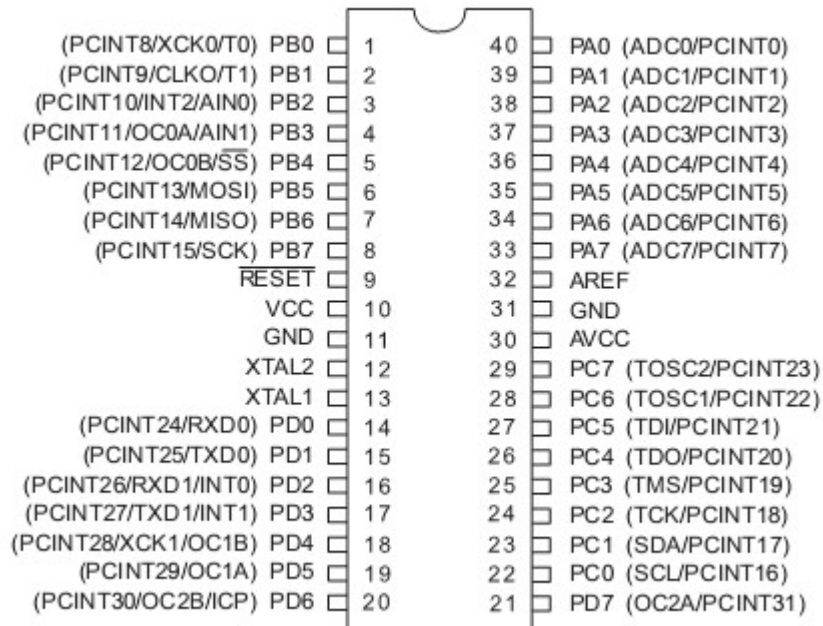 (PCINT8/XCK0/T0) PB0 1 40 PA0 (ADC0/PCINT0)
(PCINT9/CLKO/T1) PB1 2 39 PA1 (ADC1/PCINT1)
(PCINT10/INT2/AIN0) PB2 3 38 PA2 (ADC2/PCINT2)
(PCINT11/OC0A/AIN1) PB3 4 37 PA3 (ADC3/PCINT3)
(PCINT12/OC0B/SS) PB4 5 36 PA4 (ADC4/PCINT4)
(PCINT13/MOSI) PB5 6 35 PA5 (ADC5/PCINT5)
(PCINT14/MISO) PB6 7 34 PA6 (ADC6/PCINT6)
(PCINT15/SCK) PB7 8 33 PA7 (ADC7/PCINT7)
RESET 9 32 AREF
VCC 10 31 GND
GND 11 30 AVCC
XTAL2 12 29 PC7 (TOSC2/PCINT23)
XTAL1 13 28 PC6 (TOSC1/PCINT22)
(PCINT24/RXD0) PD0 14 27 PC5 (TDI/PCINT21)
(PCINT25/TXD0) PD1 15 26 PC4 (TDO/PCINT20)
(PCINT26/RXD1/INT0) PD2 16 25 PC3 (TMS/PCINT19)
(PCINT27/TXD1/INT1) PD3 17 24 PC2 (TCK/PCINT18)
(PCINT28/XCK1/OC1B) PD4 18 23 PC1 (SDA/PCINT17)
(PCINT29/OC1A) PD5 19 22 PC0 (SCL/PCINT16)
(PCINT30/OC2B/ICP) PD6 20 21 PD7 (OC2A/PCINT31)